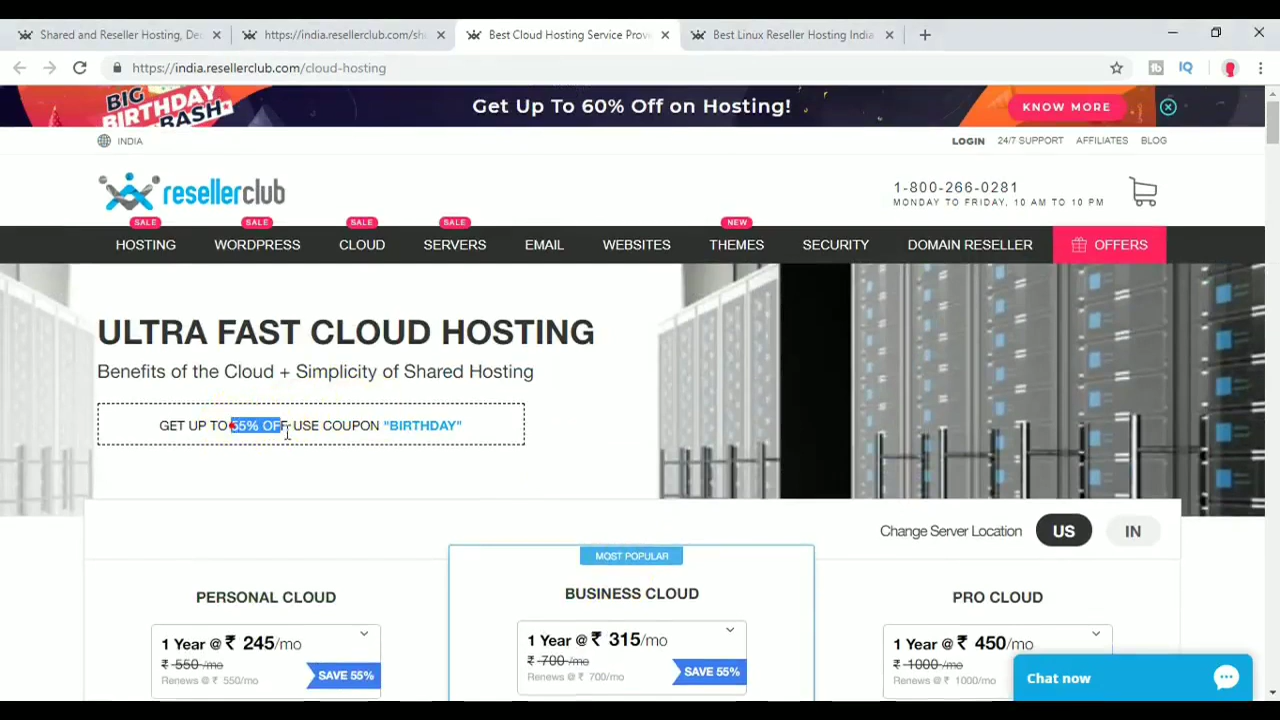 Shared and Reseller Hosting, De
https://india.resellerclub.com/sh
Best Cloud Hosting Service Prov
Best Linux Reseller Hosting India
https://india.resellerclub.com/cloud-hosting
BIG BIRTHDAY BASH
Get Up To 60% Off on Hosting!
KNOW MORE
INDIA
LOGIN
24/7 SUPPORT
AFFILIATES
BLOG
resellerclub
1-800-266-0281
MONDAY TO FRIDAY, 10 AM TO 10 PM
SALE
SALE
SALE
SALE
NEW
HOSTING
WORDPRESS
CLOUD
SERVERS
EMAIL
WEBSITES
THEMES
SECURITY
DOMAIN RESELLER
OFFERS
ULTRA FAST CLOUD HOSTING
Benefits of the Cloud + Simplicity of Shared Hosting
GET UP TO 55% OFF USE COUPON "BIRTHDAY"
Change Server Location
US
IN
MOST POPULAR
PERSONAL CLOUD
1 Year @ ₹ 245/mo
₹ 550 /mo
Renews @ ₹ 550/mo
SAVE 55%
BUSINESS CLOUD
1 Year @ ₹ 315/mo
₹ 700 /mo
Renews @ ₹ 700/mo
SAVE 55%
PRO CLOUD
1 Year @ ₹ 450/mo
₹ 1000 /mo
Renews @ ₹ 1000/mo
Chat now